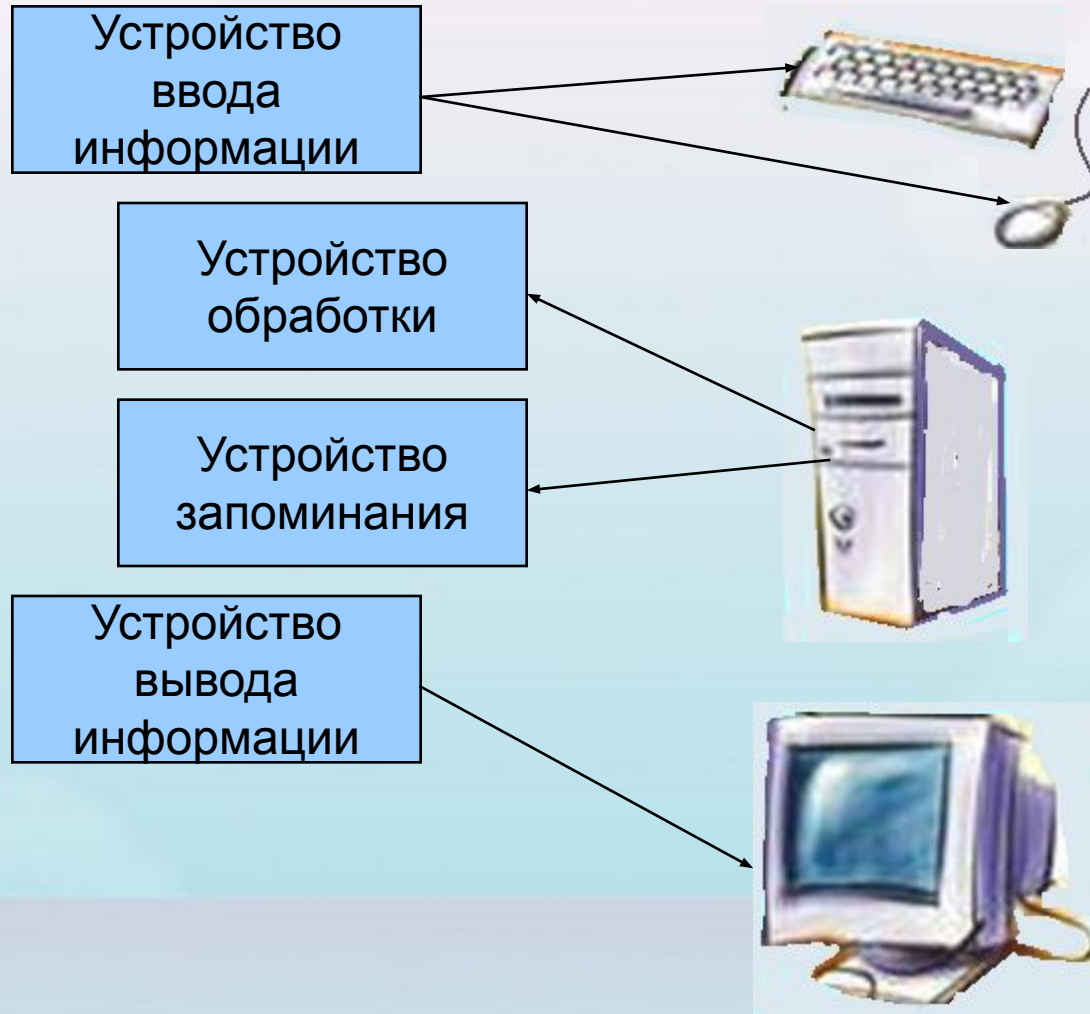 Устройство
ввода
информации
Устройство
обработки
Устройство
запоминания
Устройство
вывода
информации